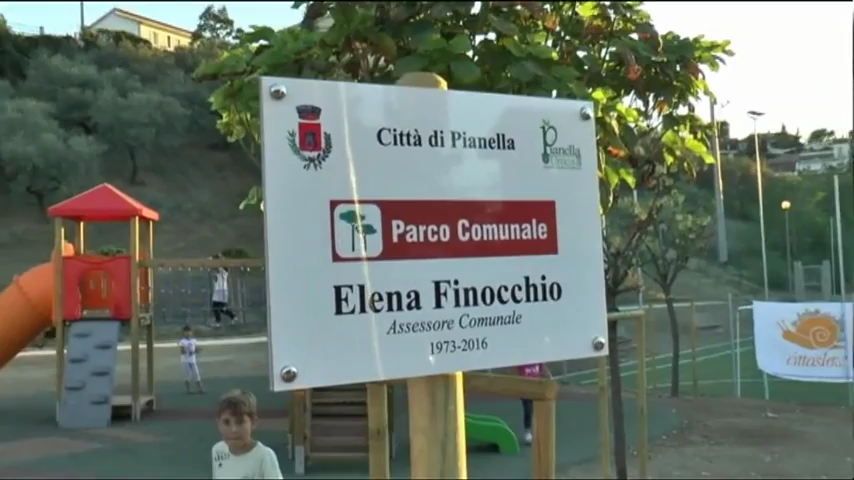 Città di Pianella
Pianella
Parco Comunale
Elena Finocchio
Assessore Comunale
1973-2016
cittaslow